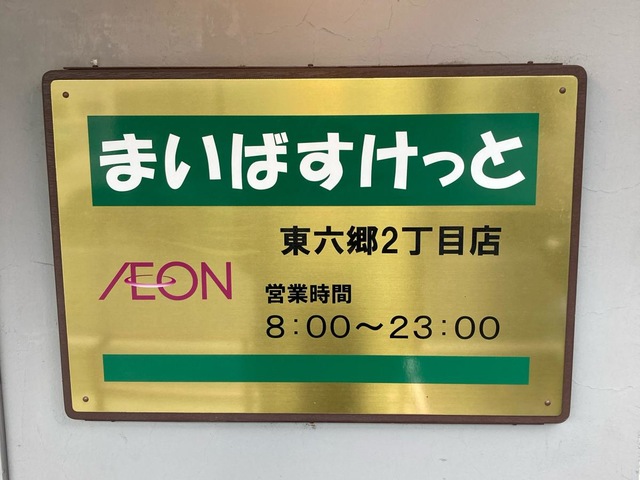 まいばすけっと
東六郷2丁目店
ÆON
営業時間
8:00～23:00